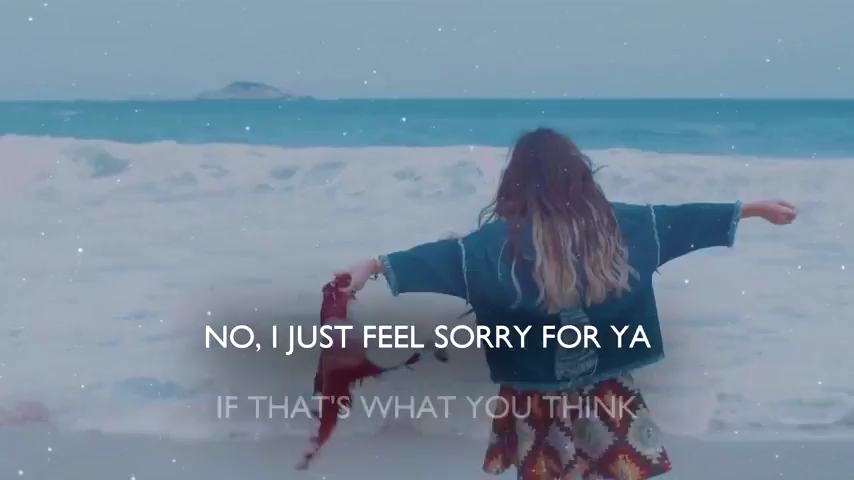 NO, I JUST FEEL SORRY FOR YA
IF THAT'S WHAT YOU THINK